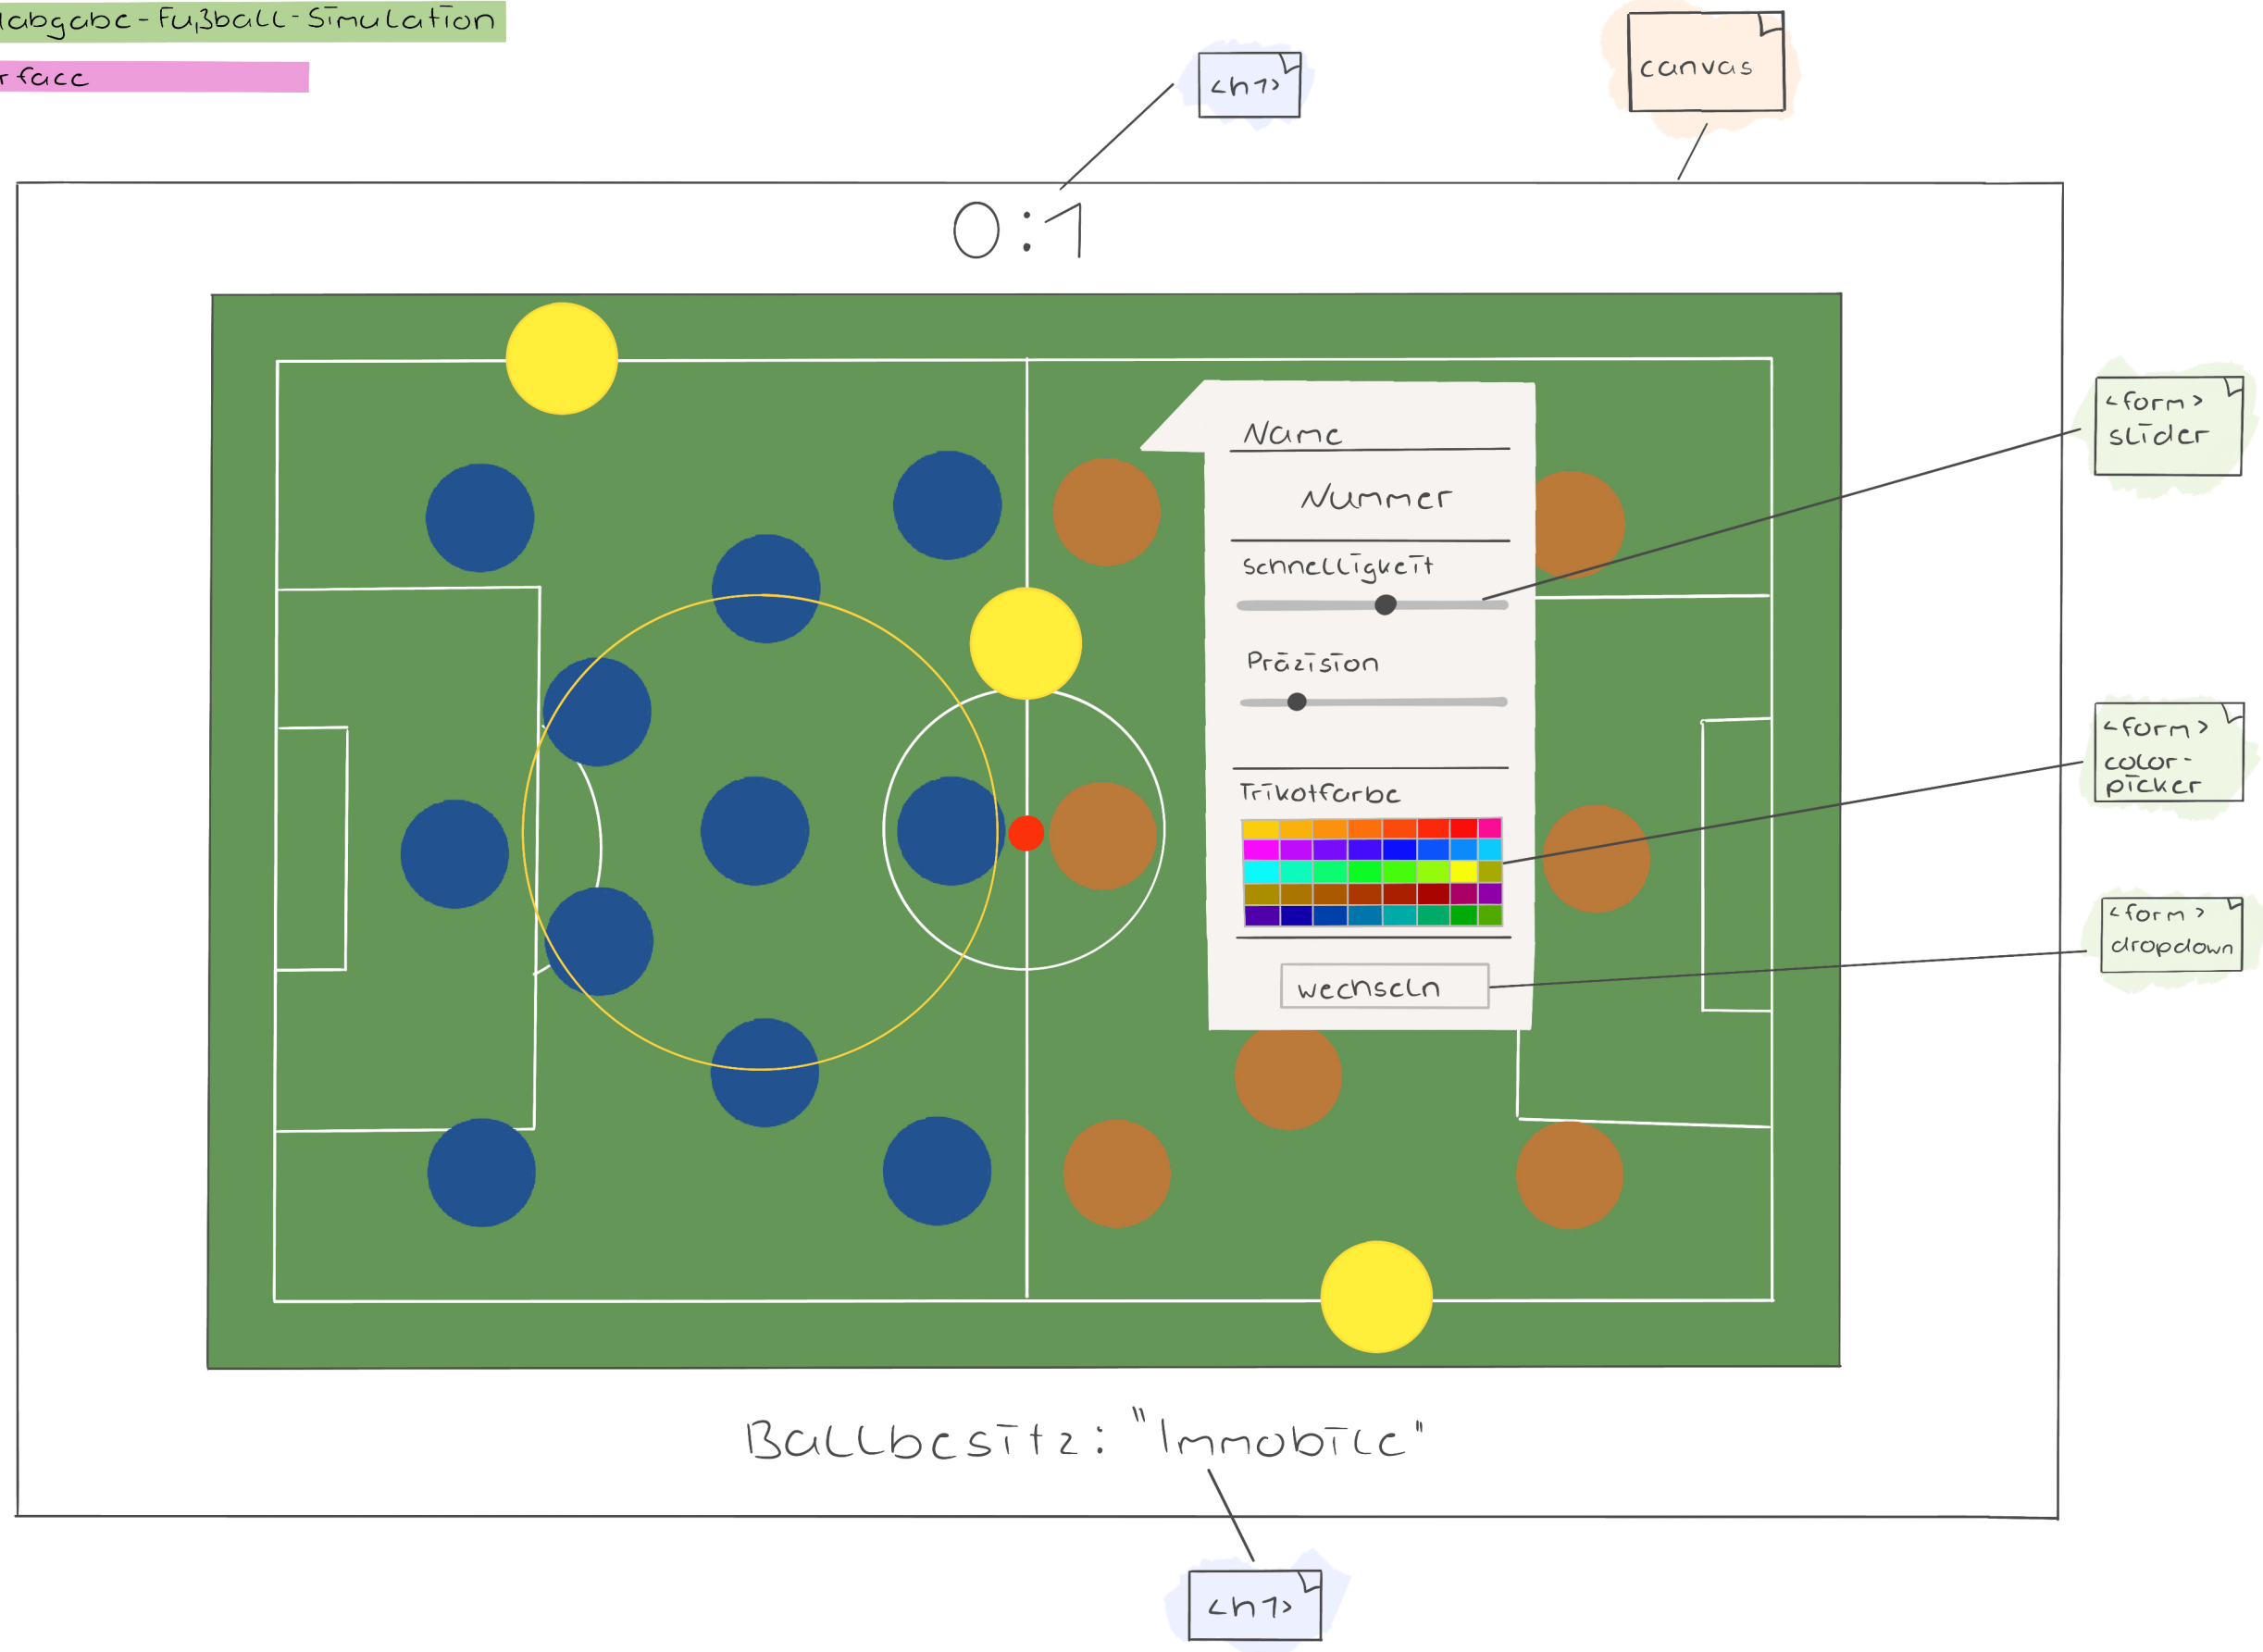 labgabe-Fußball-Simulation
rface
<h1>
canvas
0:1
<form>
slider
Name
Nummer
Schnelligkeit
Präzision
<form>
color-
picker
Trikotfarbe
<form>
dropdown
wechseln
Ballbesitz: "Immobile"
<h1>